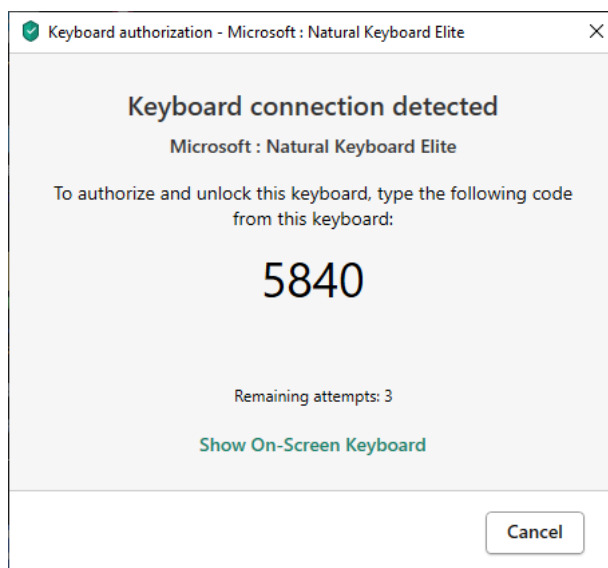 Keyboard authorization - Microsoft : Natural Keyboard Elite
Keyboard connection detected
Microsoft : Natural Keyboard Elite
To authorize and unlock this keyboard, type the following code
from this keyboard:
5840
Remaining attempts: 3
Show On-Screen Keyboard
Cancel